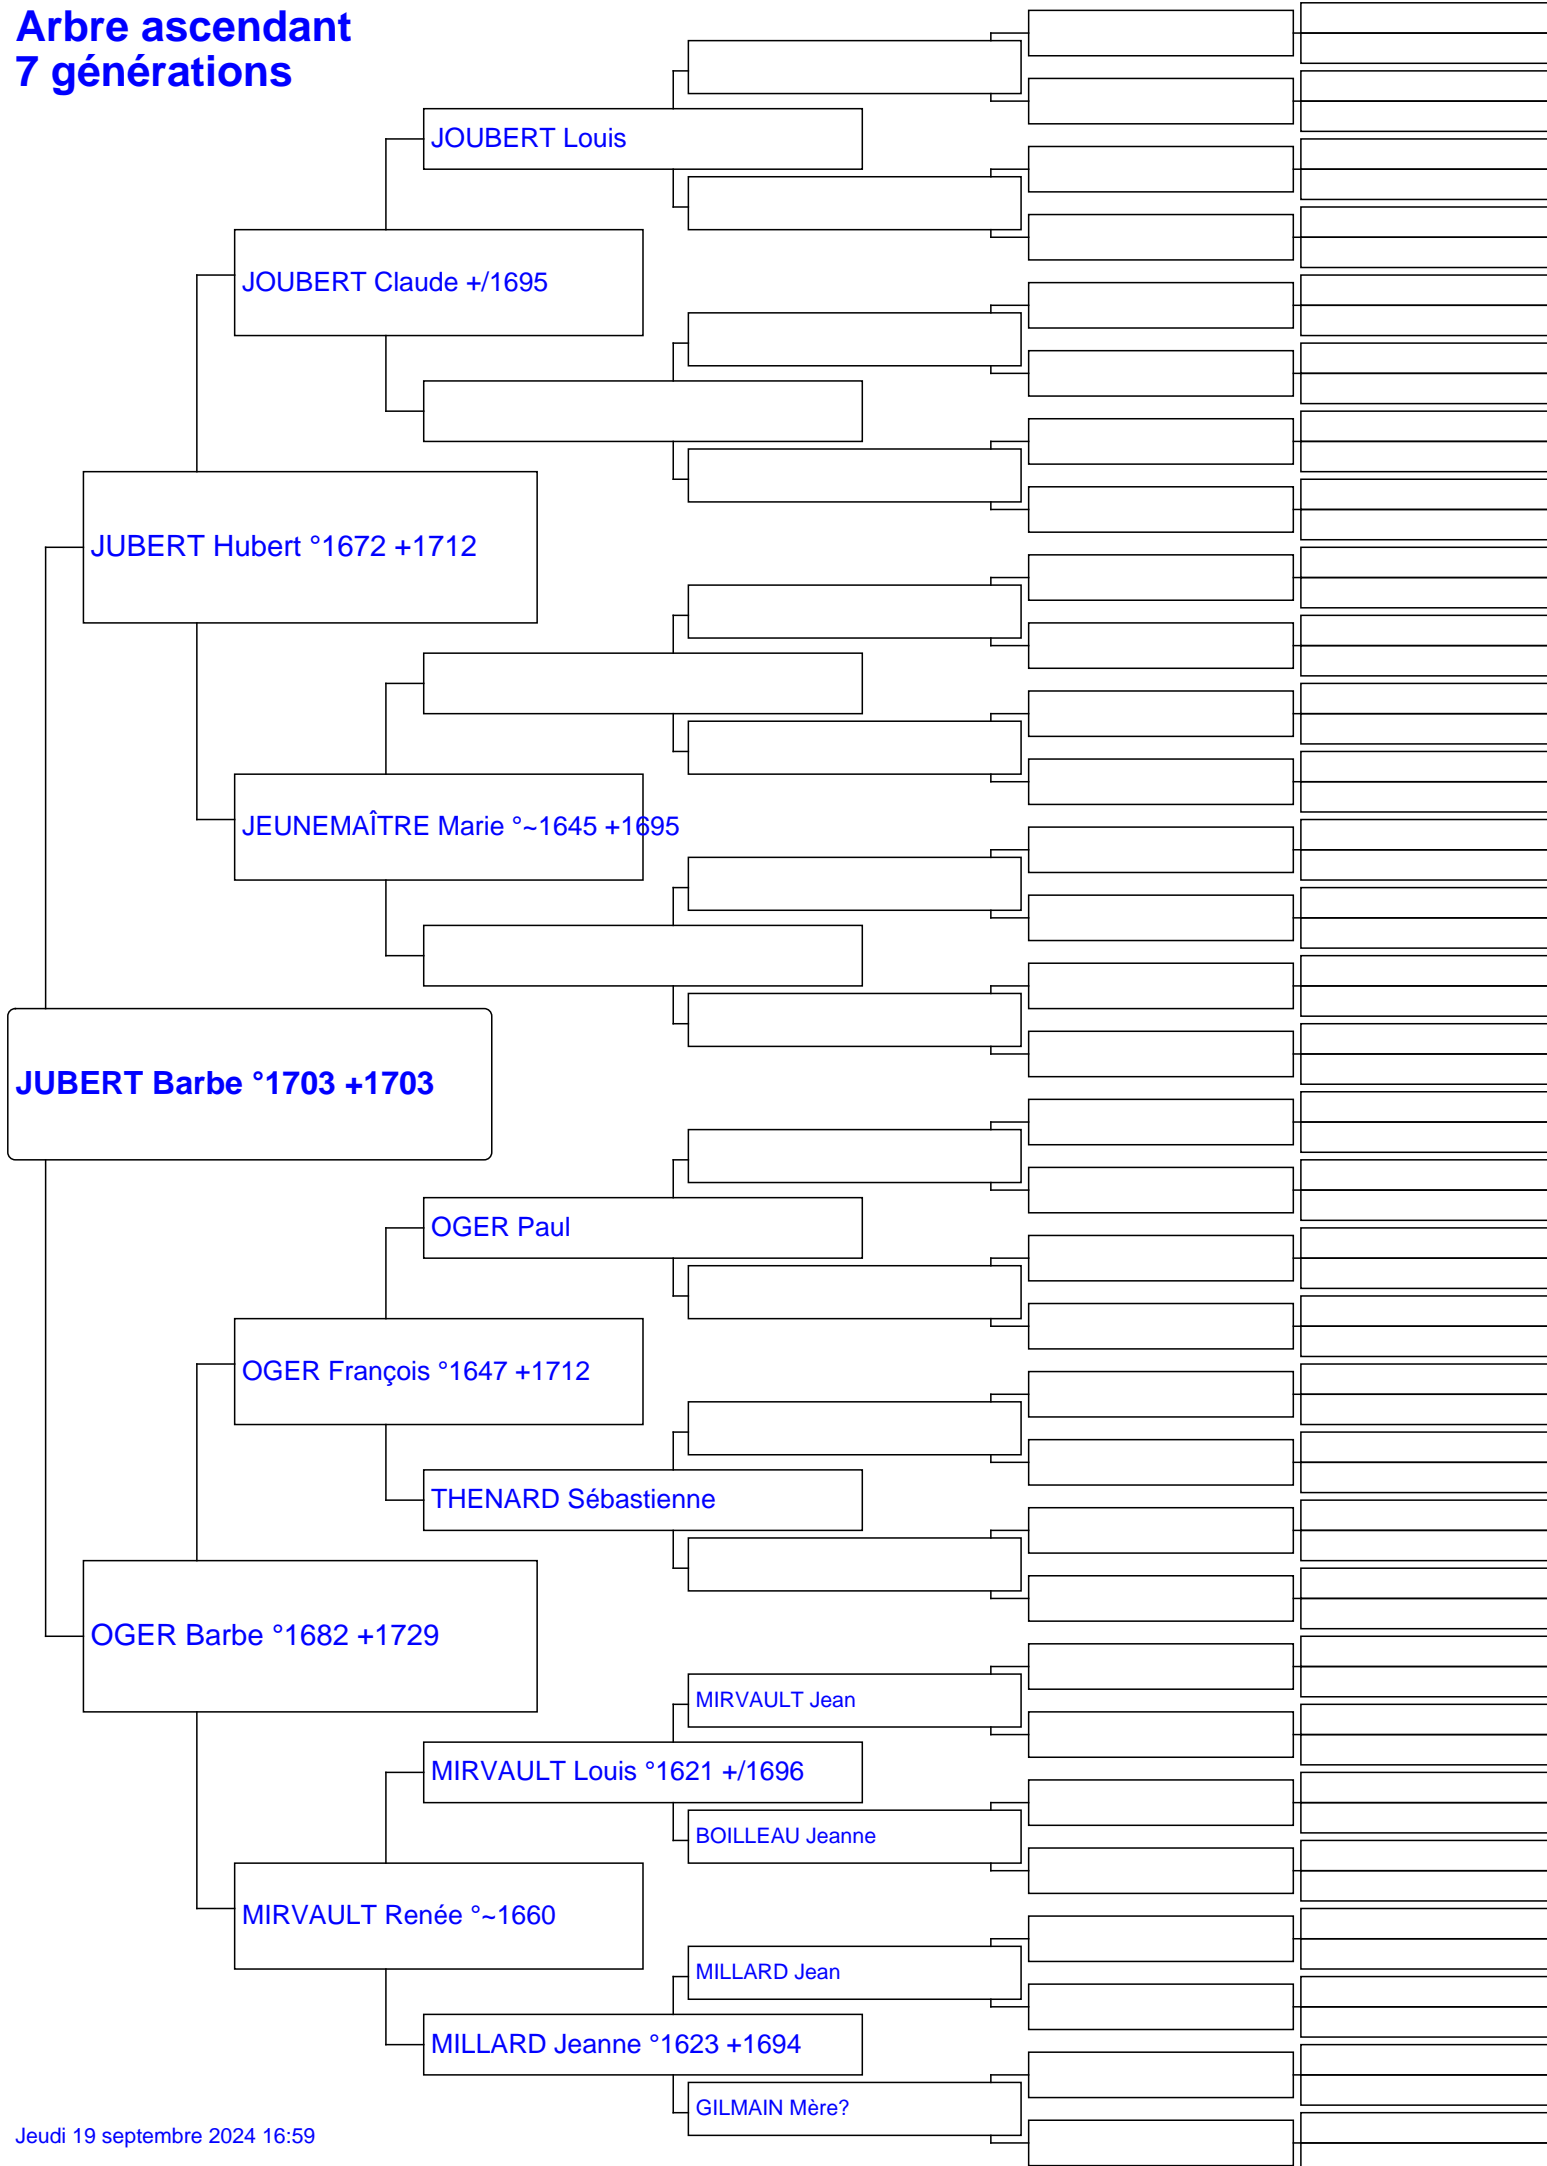 Arbre ascendant
7 générations
JOUBERT Louis
JOUBERT Claude +/1695
JUBERT Hubert °1672 +1712
JEUNEMAÎTRE Marie °~1645 +1695
JUBERT Barbe °1703 +1703
OGER Paul
OGER François °1647 +1712
THENARD Sébastienne
OGER Barbe °1682 +1729
MIRVAULT Jean
MIRVAULT Louis °1621 +/1696
BOILLEAU Jeanne
MIRVAULT Renée °~1660
MILLARD Jean
MILLARD Jeanne °1623 +1694
GILMAIN Mère?
Jeudi 19 septembre 2024 16:59